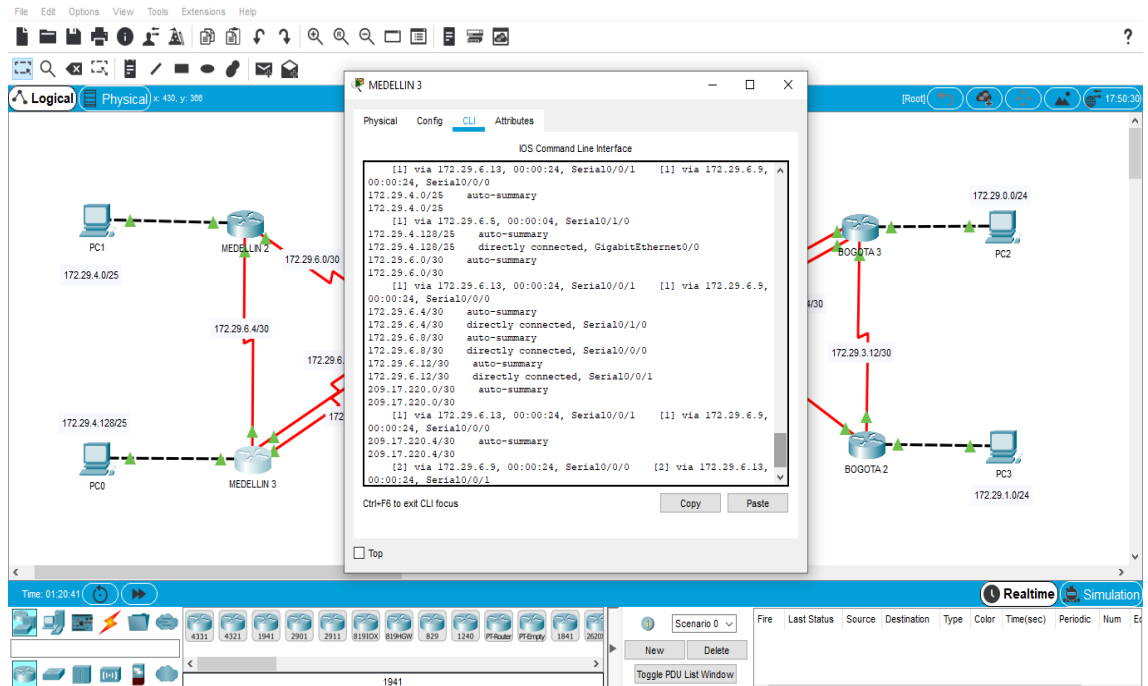 File Edit Options View Tools Extensions Help
?
Logical Physical x: 430, y: 366 [Root] 17:50:30
MEDELLIN 3
Physical Config CLI Attributes
IOS Command Line Interface
[1] via 172.29.6.13, 00:00:24, Serial0/0/1 [1] via 172.29.6.9,
00:00:24, Serial0/0/0
172.29.4.0/25 auto-summary
172.29.4.0/25
[1] via 172.29.6.5, 00:00:04, Serial0/1/0
172.29.4.128/25 auto-summary
172.29.4.128/25 directly connected, GigabitEthernet0/0
172.29.6.0/30 auto-summary
172.29.6.0/30
[1] via 172.29.6.13, 00:00:24, Serial0/0/1 [1] via 172.29.6.9,
00:00:24, Serial0/0/0
172.29.6.4/30 auto-summary
172.29.6.4/30 directly connected, Serial0/1/0
172.29.6.8/30 auto-summary
172.29.6.8/30 directly connected, Serial0/0/0
172.29.6.12/30 auto-summary
172.29.6.12/30 directly connected, Serial0/0/1
209.17.220.0/30 auto-summary
209.17.220.0/30
[1] via 172.29.6.13, 00:00:24, Serial0/0/1 [1] via 172.29.6.9,
00:00:24, Serial0/0/0
209.17.220.4/30 auto-summary
209.17.220.4/30
[2] via 172.29.6.9, 00:00:24, Serial0/0/0 [2] via 172.29.6.13,
00:00:24, Serial0/0/1
Ctrl+F6 to exit CLI focus Copy Paste
Top
PC1
MEDELLIN 2
172.29.6.0/30
172.29.4.0/25
172.29.6.4/30
172.29.6.
172
172.29.4.128/25
PC0
MEDELLIN 3
172.29.0.0/24
BOGOTA 3
PC2
/30
172.29.3.12/30
BOGOTA 2
PC3
172.29.1.0/24
Time: 01:20:41 Realtime Simulation
4331 4321 1941 2901 2911 819IOX 819HGW 829 1240 PT-Router PT-Empty 1841
1941
Scenario 0
New Delete
Toggle PDU List Window
Fire Last Status Source Destination Type Color Time(sec) Periodic Num